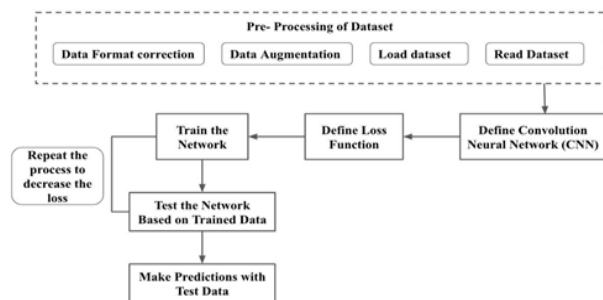 Pre- Processing of Dataset
Data Format correction
Data Augmentation
Load dataset
Read Dataset
Train the
Network
Define Loss
Function
Define Convolution
Neural Network (CNN)
Repeat the
process to
decrease the
loss
Test the Network
Based on Trained Data
Make Predictions with
Test Data